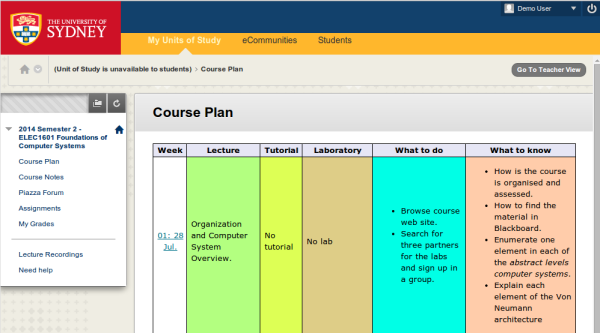 THE UNIVERSITY OF
SYDNEY
Demo User
My Units of Study
eCommunities
Students
(Unit of Study is unavailable to students) > Course Plan
Go To Teacher View
2014 Semester 2 -
ELEC1601 Foundations of
Computer Systems
Course Plan
Course Notes
Piazza Forum
Assignments
My Grades
Lecture Recordings
Need help
Course Plan
Week Lecture Tutorial Laboratory What to do What to know
01: 28
Jul.
Organization
and Computer
System
Overview.
No
tutorial
No lab
• Browse course
web site.
• Search for
three partners
for the labs
and sign up in
a group.
• How is the course
is organised and
assessed.
• How to find the
material in
Blackboard.
• Enumerate one
element in each of
the abstract levels
computer systems.
• Explain each
element of the Von
Neumann
architecture